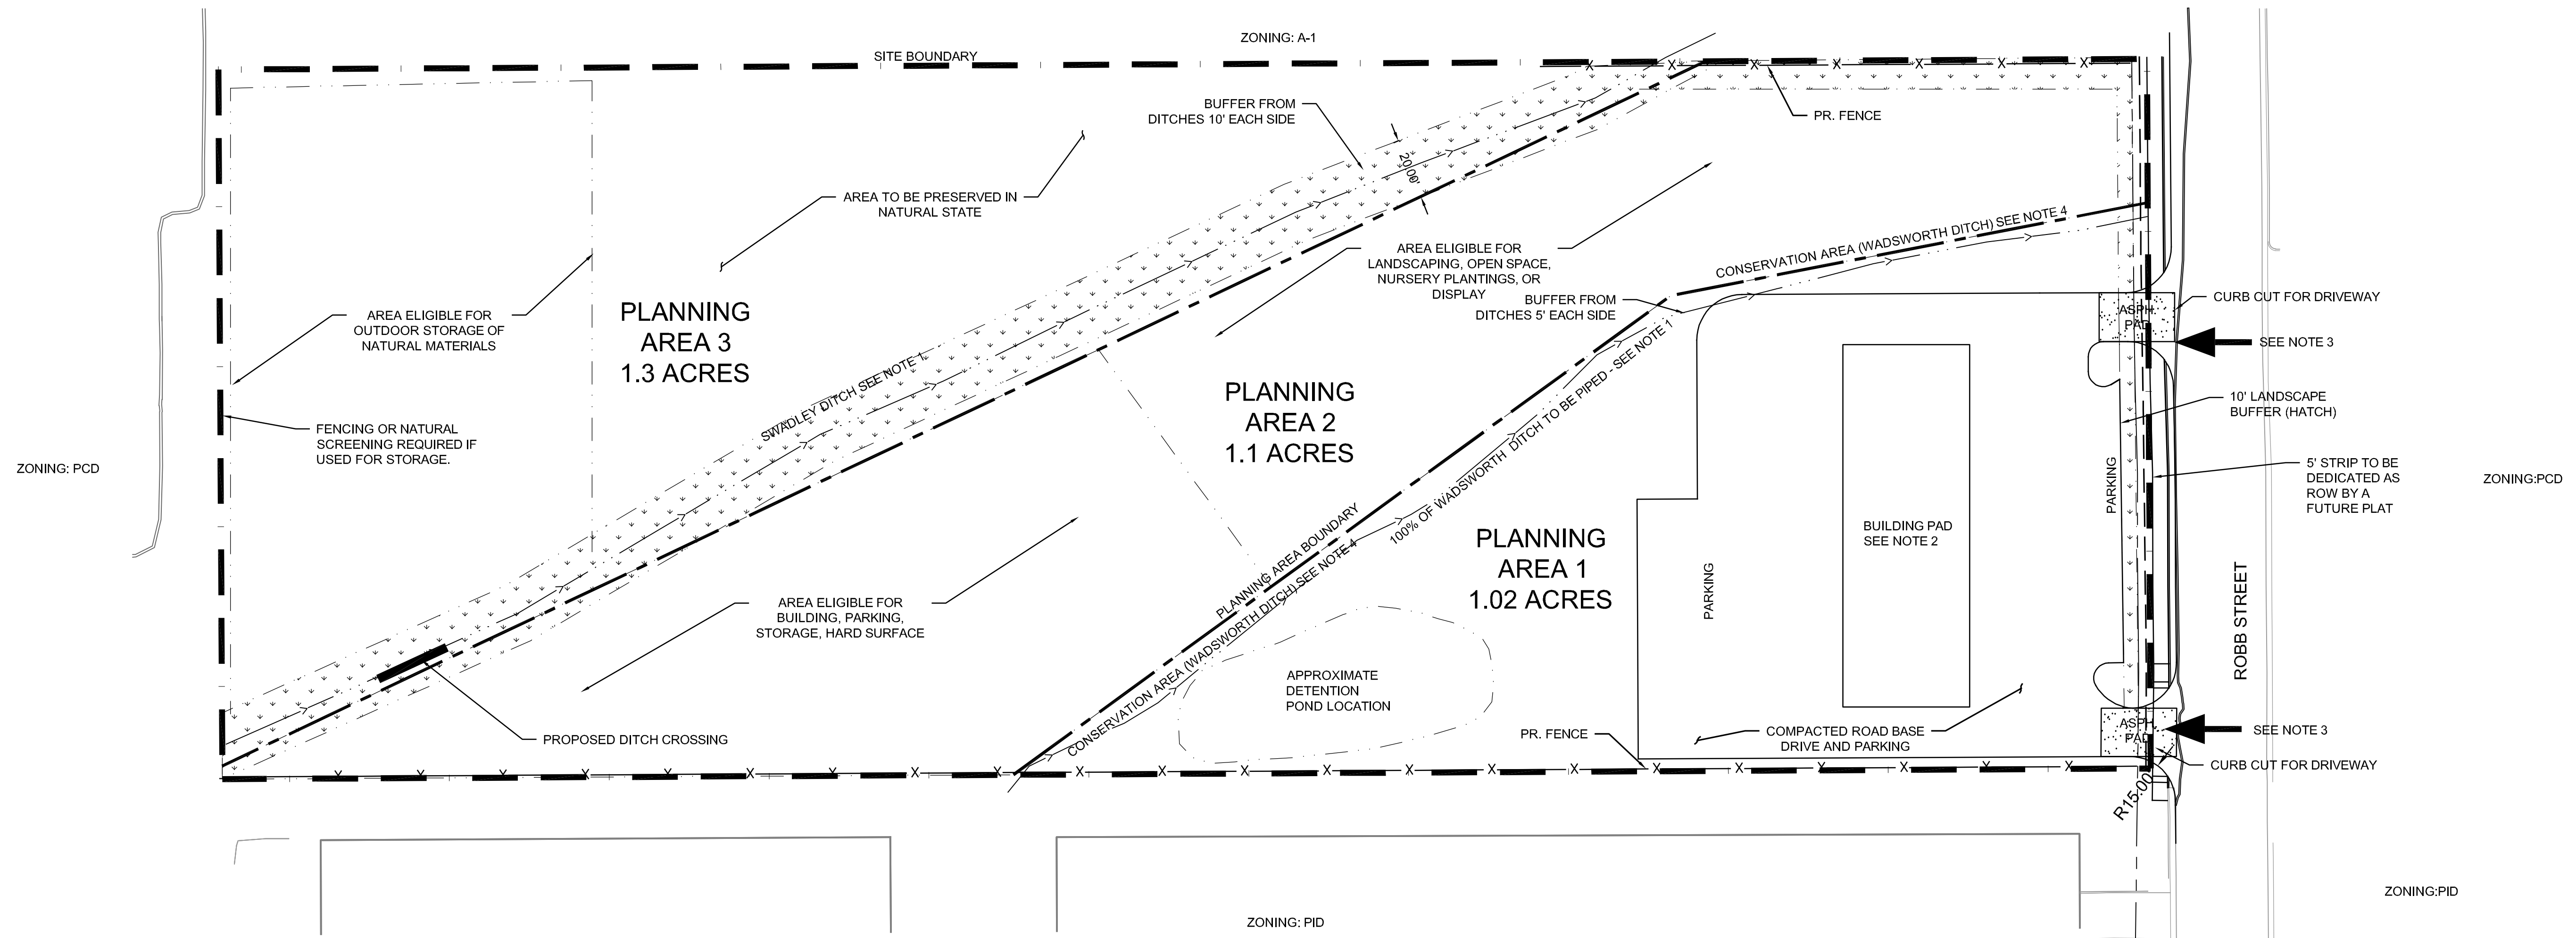 ZONING: A-1
SITE BOUNDARY
BUFFER FROM
DITCHES 10' EACH SIDE
PR. FENCE
20.00'
AREA TO BE PRESERVED IN
NATURAL STATE
CONSERVATION AREA (WADSWORTH DITCH) SEE NOTE 4
AREA ELIGIBLE FOR
LANDSCAPING, OPEN SPACE,
NURSERY PLANTINGS, OR
DISPLAY
BUFFER FROM
DITCHES 5' EACH SIDE
CURB CUT FOR DRIVEWAY
ASPH.
PAD
SEE NOTE 3
AREA ELIGIBLE FOR
OUTDOOR STORAGE OF
NATURAL MATERIALS
PLANNING
AREA 3
1.3 ACRES
SWADLEY DITCH SEE NOTE 1
PLANNING
AREA 2
1.1 ACRES
100% OF WADSWORTH DITCH TO BE PIPED - SEE NOTE 1
10' LANDSCAPE
BUFFER (HATCH)
FENCING OR NATURAL
SCREENING REQUIRED IF
USED FOR STORAGE.
ZONING: PCD
5' STRIP TO BE
DEDICATED AS
ROW BY A
FUTURE PLAT
ZONING:PCD
PARKING
BUILDING PAD
SEE NOTE 2
PLANNING
AREA 1
1.02 ACRES
PARKING
PLANNING AREA BOUNDARY
CONSERVATION AREA (WADSWORTH DITCH) SEE NOTE 4
ROBB STREET
AREA ELIGIBLE FOR
BUILDING, PARKING,
STORAGE, HARD SURFACE
APPROXIMATE
DETENTION
POND LOCATION
PROPOSED DITCH CROSSING
PR. FENCE
COMPACTED ROAD BASE
DRIVE AND PARKING
ASPH.
PAD
SEE NOTE 3
CURB CUT FOR DRIVEWAY
R15.00
ZONING:PID
ZONING: PID